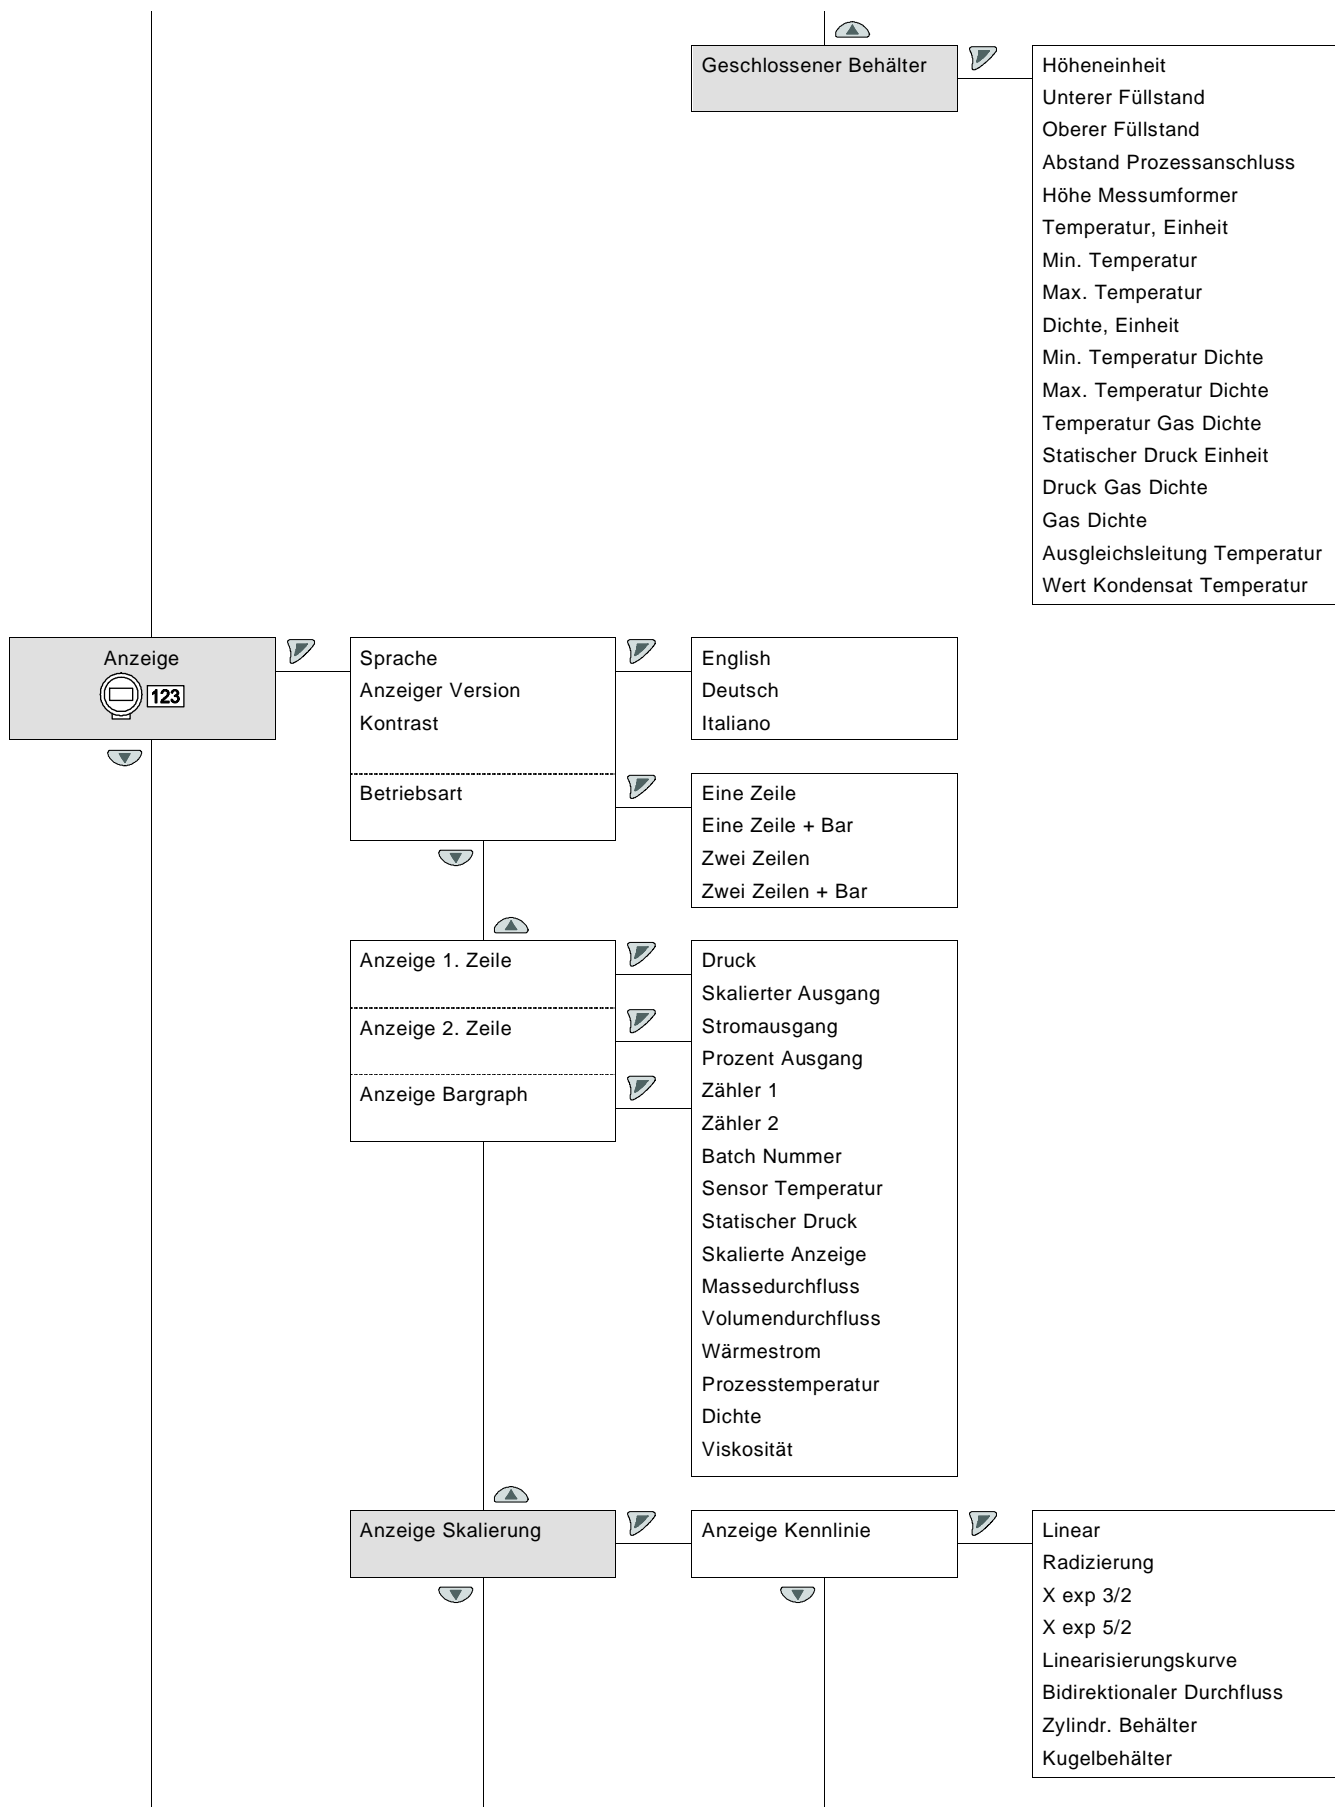 Geschlossener Behälter
Höheneinheit
Unterer Füllstand
Oberer Füllstand
Abstand Prozessanschluss
Höhe Messumformer
Temperatur, Einheit
Min. Temperatur
Max. Temperatur
Dichte, Einheit
Min. Temperatur Dichte
Max. Temperatur Dichte
Temperatur Gas Dichte
Statischer Druck Einheit
Druck Gas Dichte
Gas Dichte
Ausgleichsleitung Temperatur
Wert Kondensat Temperatur
Anzeige
123
Sprache
Anzeiger Version
Kontrast
English
Deutsch
Italiano
Betriebsart
Eine Zeile
Eine Zeile + Bar
Zwei Zeilen
Zwei Zeilen + Bar
Anzeige 1. Zeile
Anzeige 2. Zeile
Anzeige Bargraph
Druck
Skalierter Ausgang
Stromausgang
Prozent Ausgang
Zähler 1
Zähler 2
Batch Nummer
Sensor Temperatur
Statischer Druck
Skalierte Anzeige
Massedurchfluss
Volumendurchfluss
Wärmestrom
Prozesstemperatur
Dichte
Viskosität
Anzeige Skalierung
Anzeige Kennlinie
Linear
Radizierung
X exp 3/2
X exp 5/2
Linearisierungskurve
Bidirektionaler Durchfluss
Zylindr. Behälter
Kugelbehälter